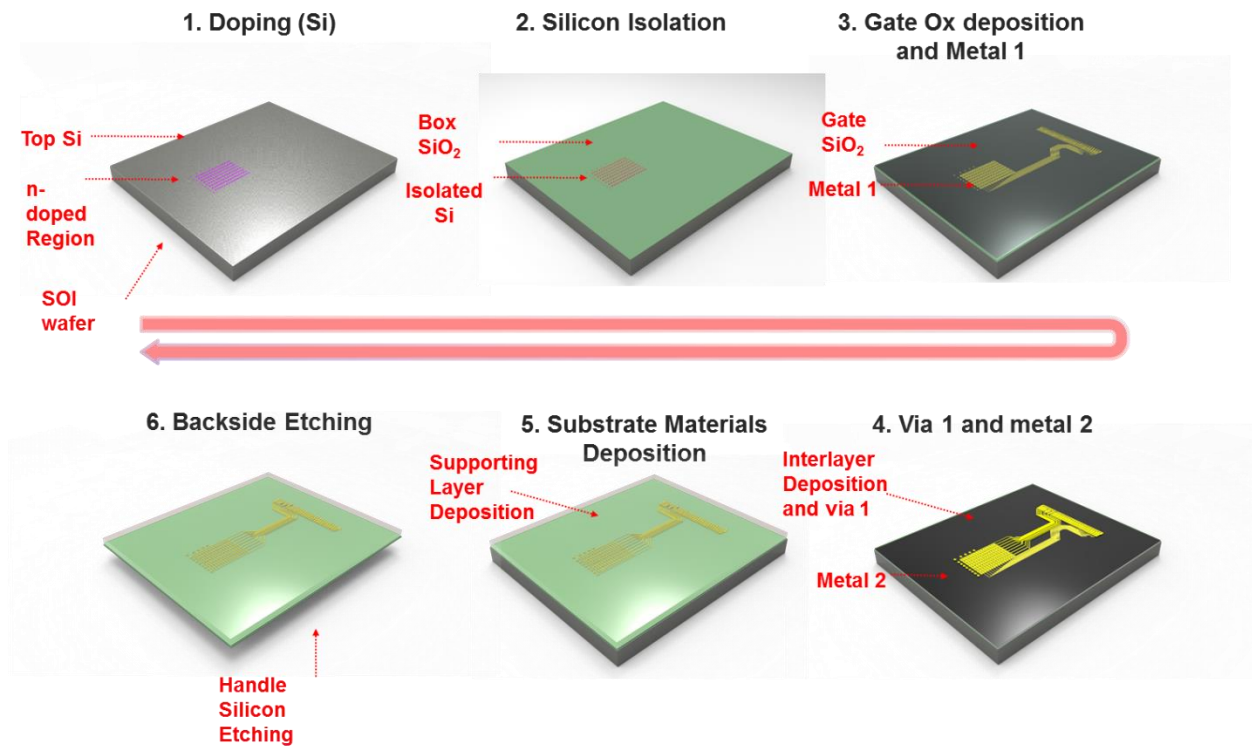 1. Doping (Si)
Top Si
n-
doped
Region
SOI
wafer
2. Silicon Isolation
Box
SiO₂
Isolated
Si
3. Gate Ox deposition
and Metal 1
Gate
SiO₂
Metal 1
6. Backside Etching
Handle
Silicon
Etching
5. Substrate Materials
Deposition
Supporting
Layer
Deposition
4. Via 1 and metal 2
Interlayer
Deposition
and via 1
Metal 2